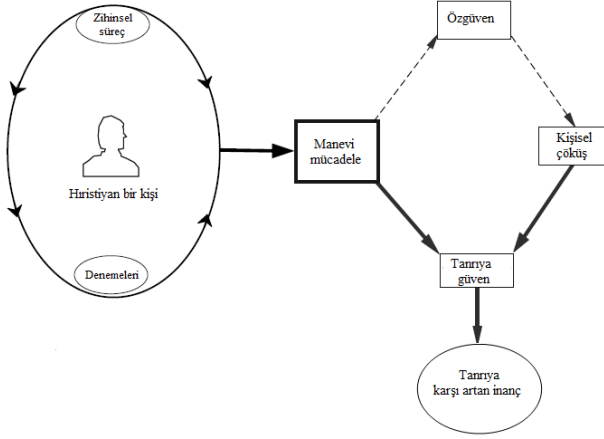 Zihinsel
süreç
Hıristiyan bir kişi
Denemeleri
Manevi
mücadele
Özgüven
Kişisel
çöküş
Tanrıya
güven
Tanrıya
karşı artan inanç